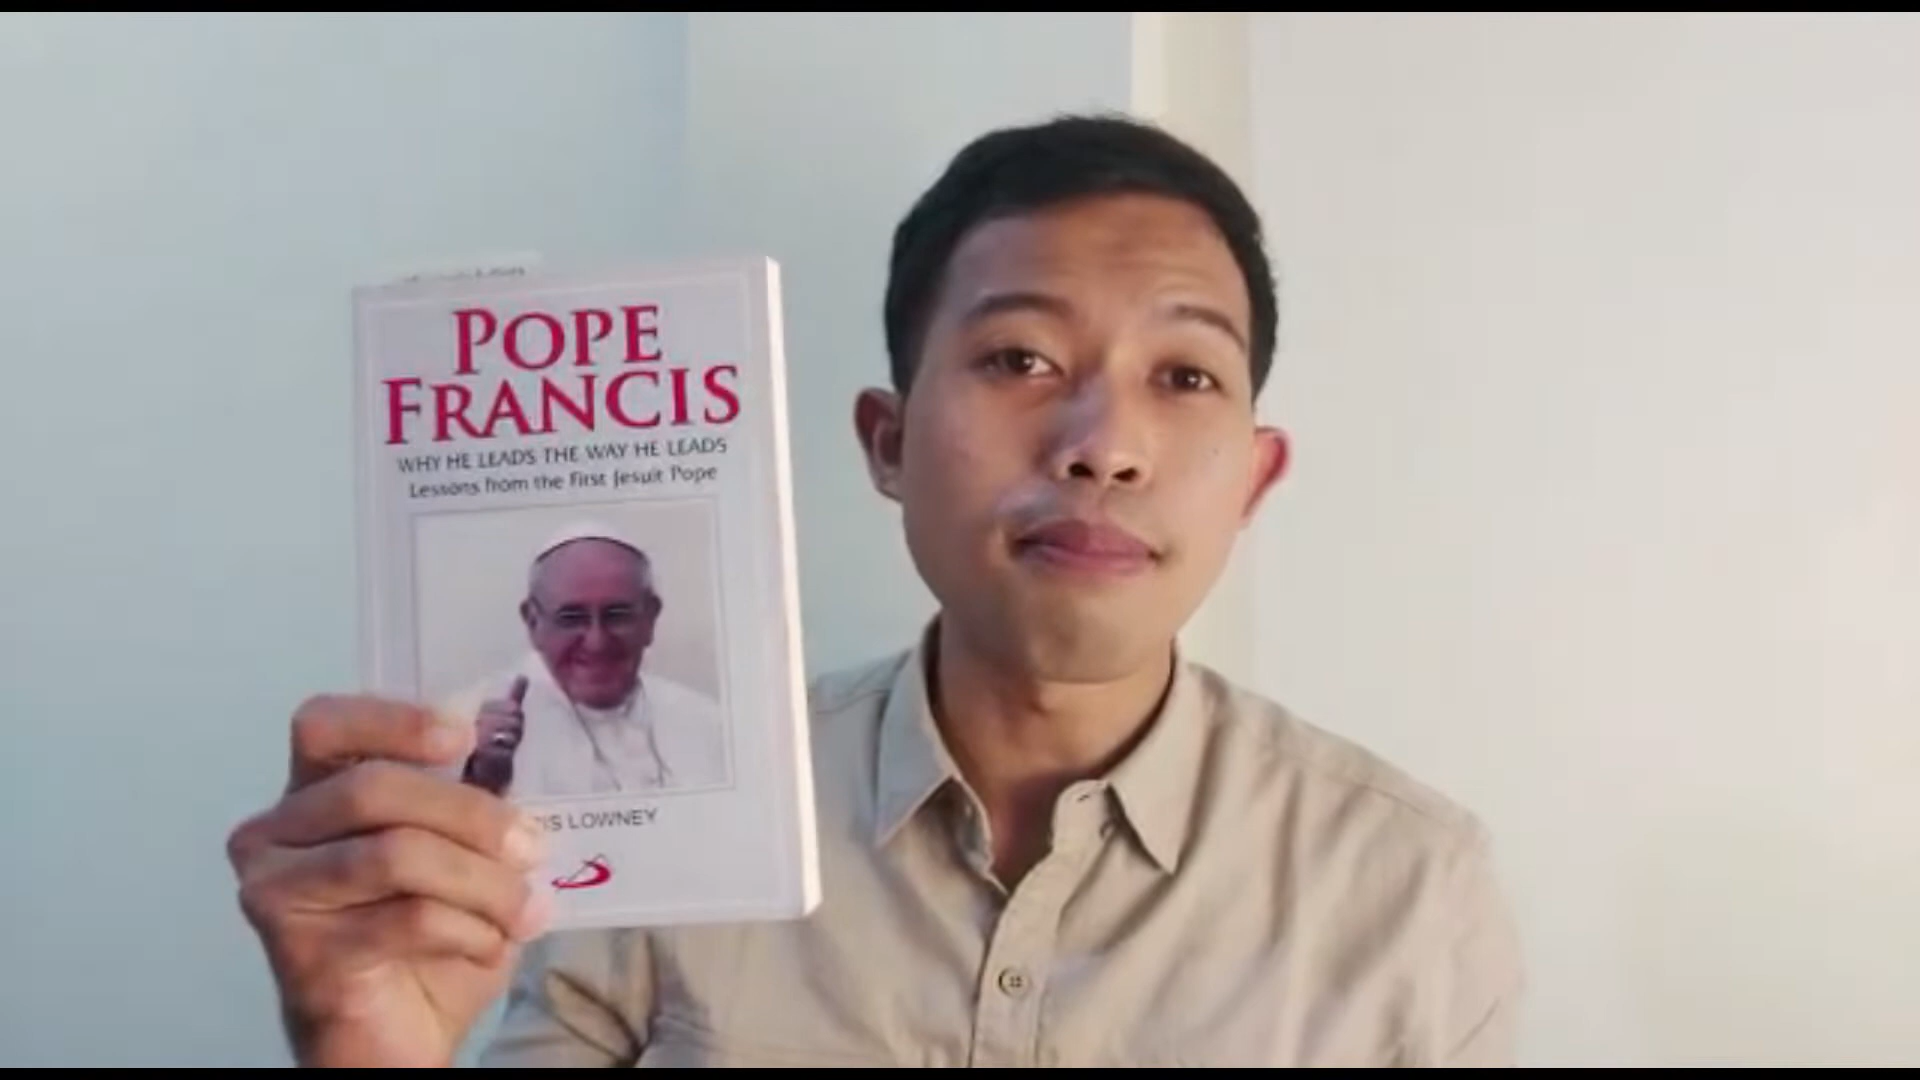 POPE
FRANCIS
WHY HE LEADS THE WAY HE LEADS
Lessons from the First Jesuit Pope
LOWNEY